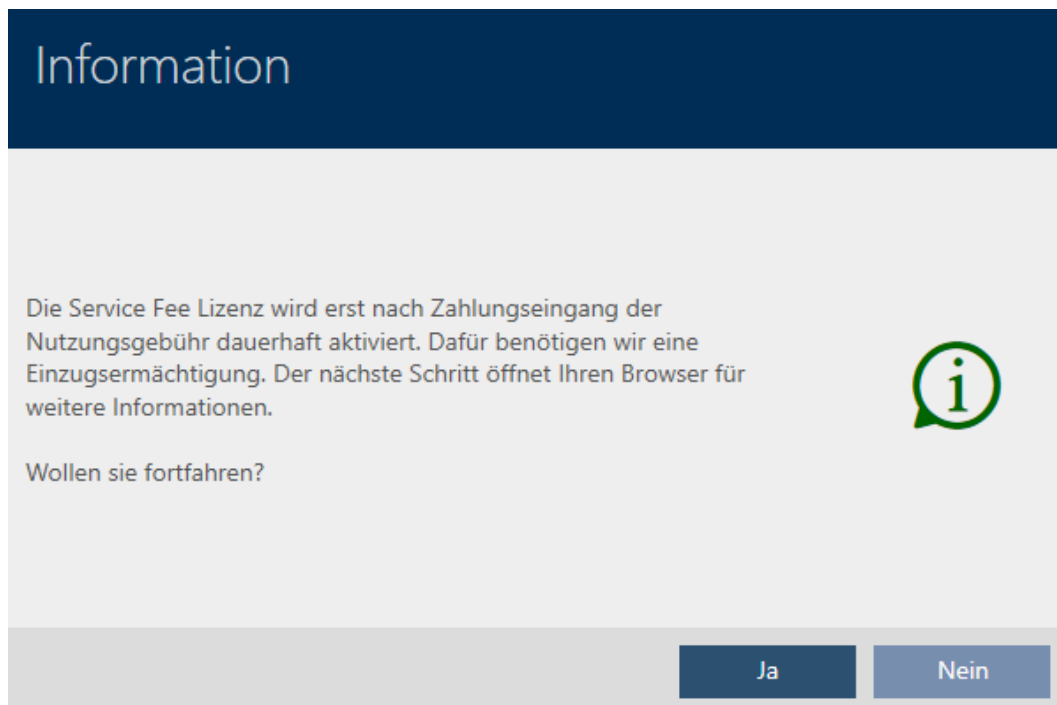 Information
Die Service Fee Lizenz wird erst nach Zahlungseingang der
Nutzungsgebühr dauerhaft aktiviert. Dafür benötigen wir eine
Einzugsermächtigung. Der nächste Schritt öffnet Ihren Browser für
weitere Informationen.
Wollen sie fortfahren?
i
Ja
Nein